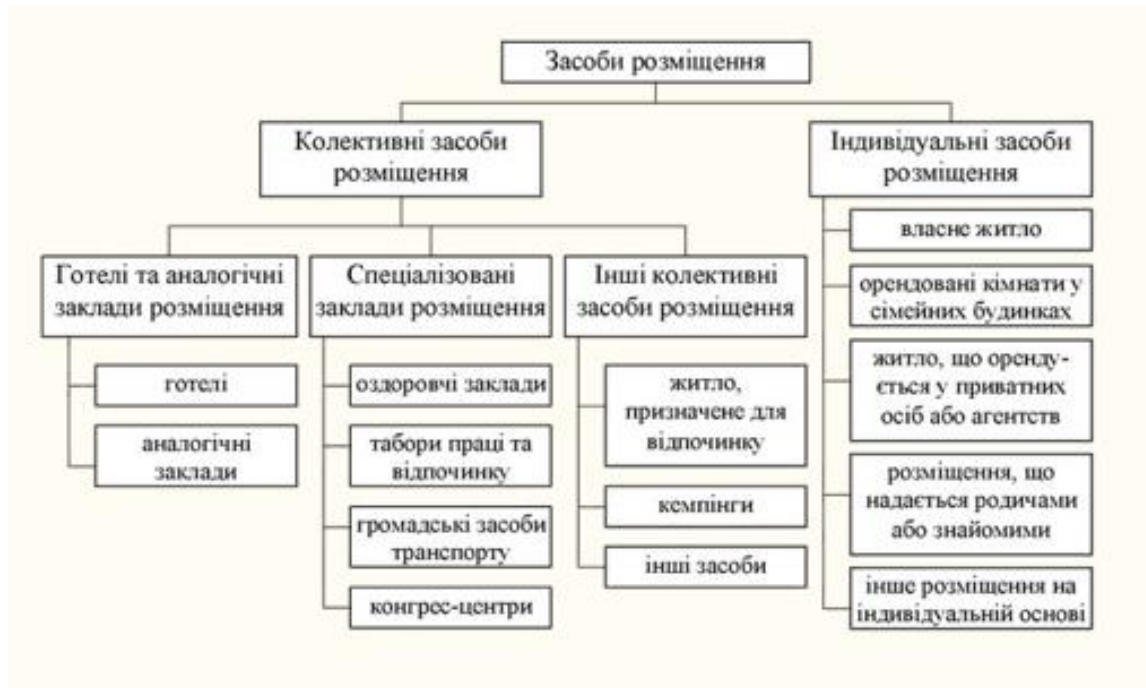 Засоби розміщення
Колективні засоби
розміщення
Індивідуальні засоби
розміщення
Готелі та аналогічні
заклади розміщення
готелі
аналогічні
заклади
Спеціалізовані
заклади розміщення
оздоровчі заклади
табори праці та
відпочинку
громадські засоби
транспорту
конгрес-центри
Інші колективні
засоби розміщення
житло,
призначене для
відпочинку
кемпінги
інші засоби
власне житло
орендовані кімнати у
сімейних будинках
житло, що оренду-
ється у приватних
осіб або агентств
розміщення, що
надається родичами
або знайомими
інше розміщення на
індивідуальній основі